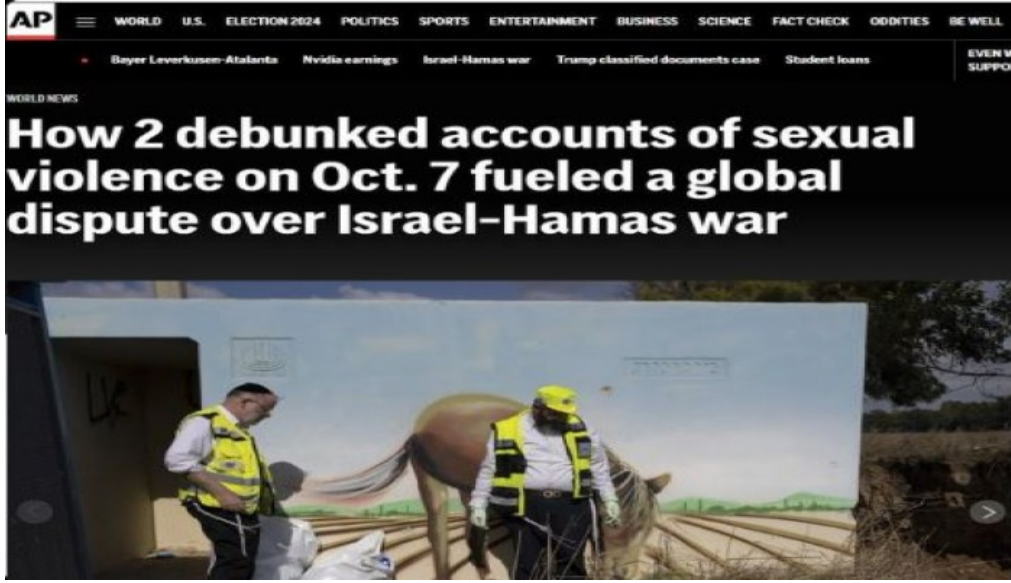 AP
WORLD U.S. ELECTION 2024 POLITICS SPORTS ENTERTAINMENT BUSINESS SCIENCE FACT CHECK ODDITIES BE WELL
Bayer Leverkusen-Atalanta Nvidia earnings Israel-Hamas war Trump classified documents case Student loans
EVEN W
SUPPO
WORLD NEWS
How 2 debunked accounts of sexual
violence on Oct. 7 fueled a global
dispute over Israel-Hamas war